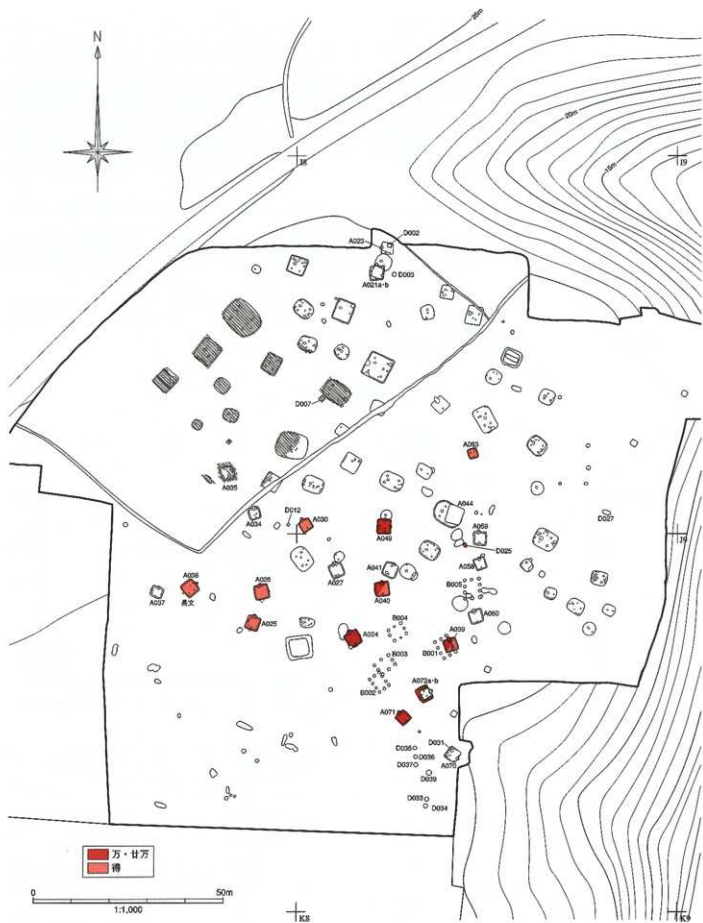 N
25m
20m
15m
I8
I9
A023
D002
D003
A021a・b
D007
A063
A035
A044
D027
A034
D012
A030
A049
A059
J9
D025
A027
A041
A058
A036
A026
A040
B005
A037
長文
A025
B004
A050
A024
A039
B001
B003
B002
A072a・b
A071
D035
D031
D036
D037
A070
D039
D033
D034
万・廿万
得
0 50m
1:1,000
K8
K9